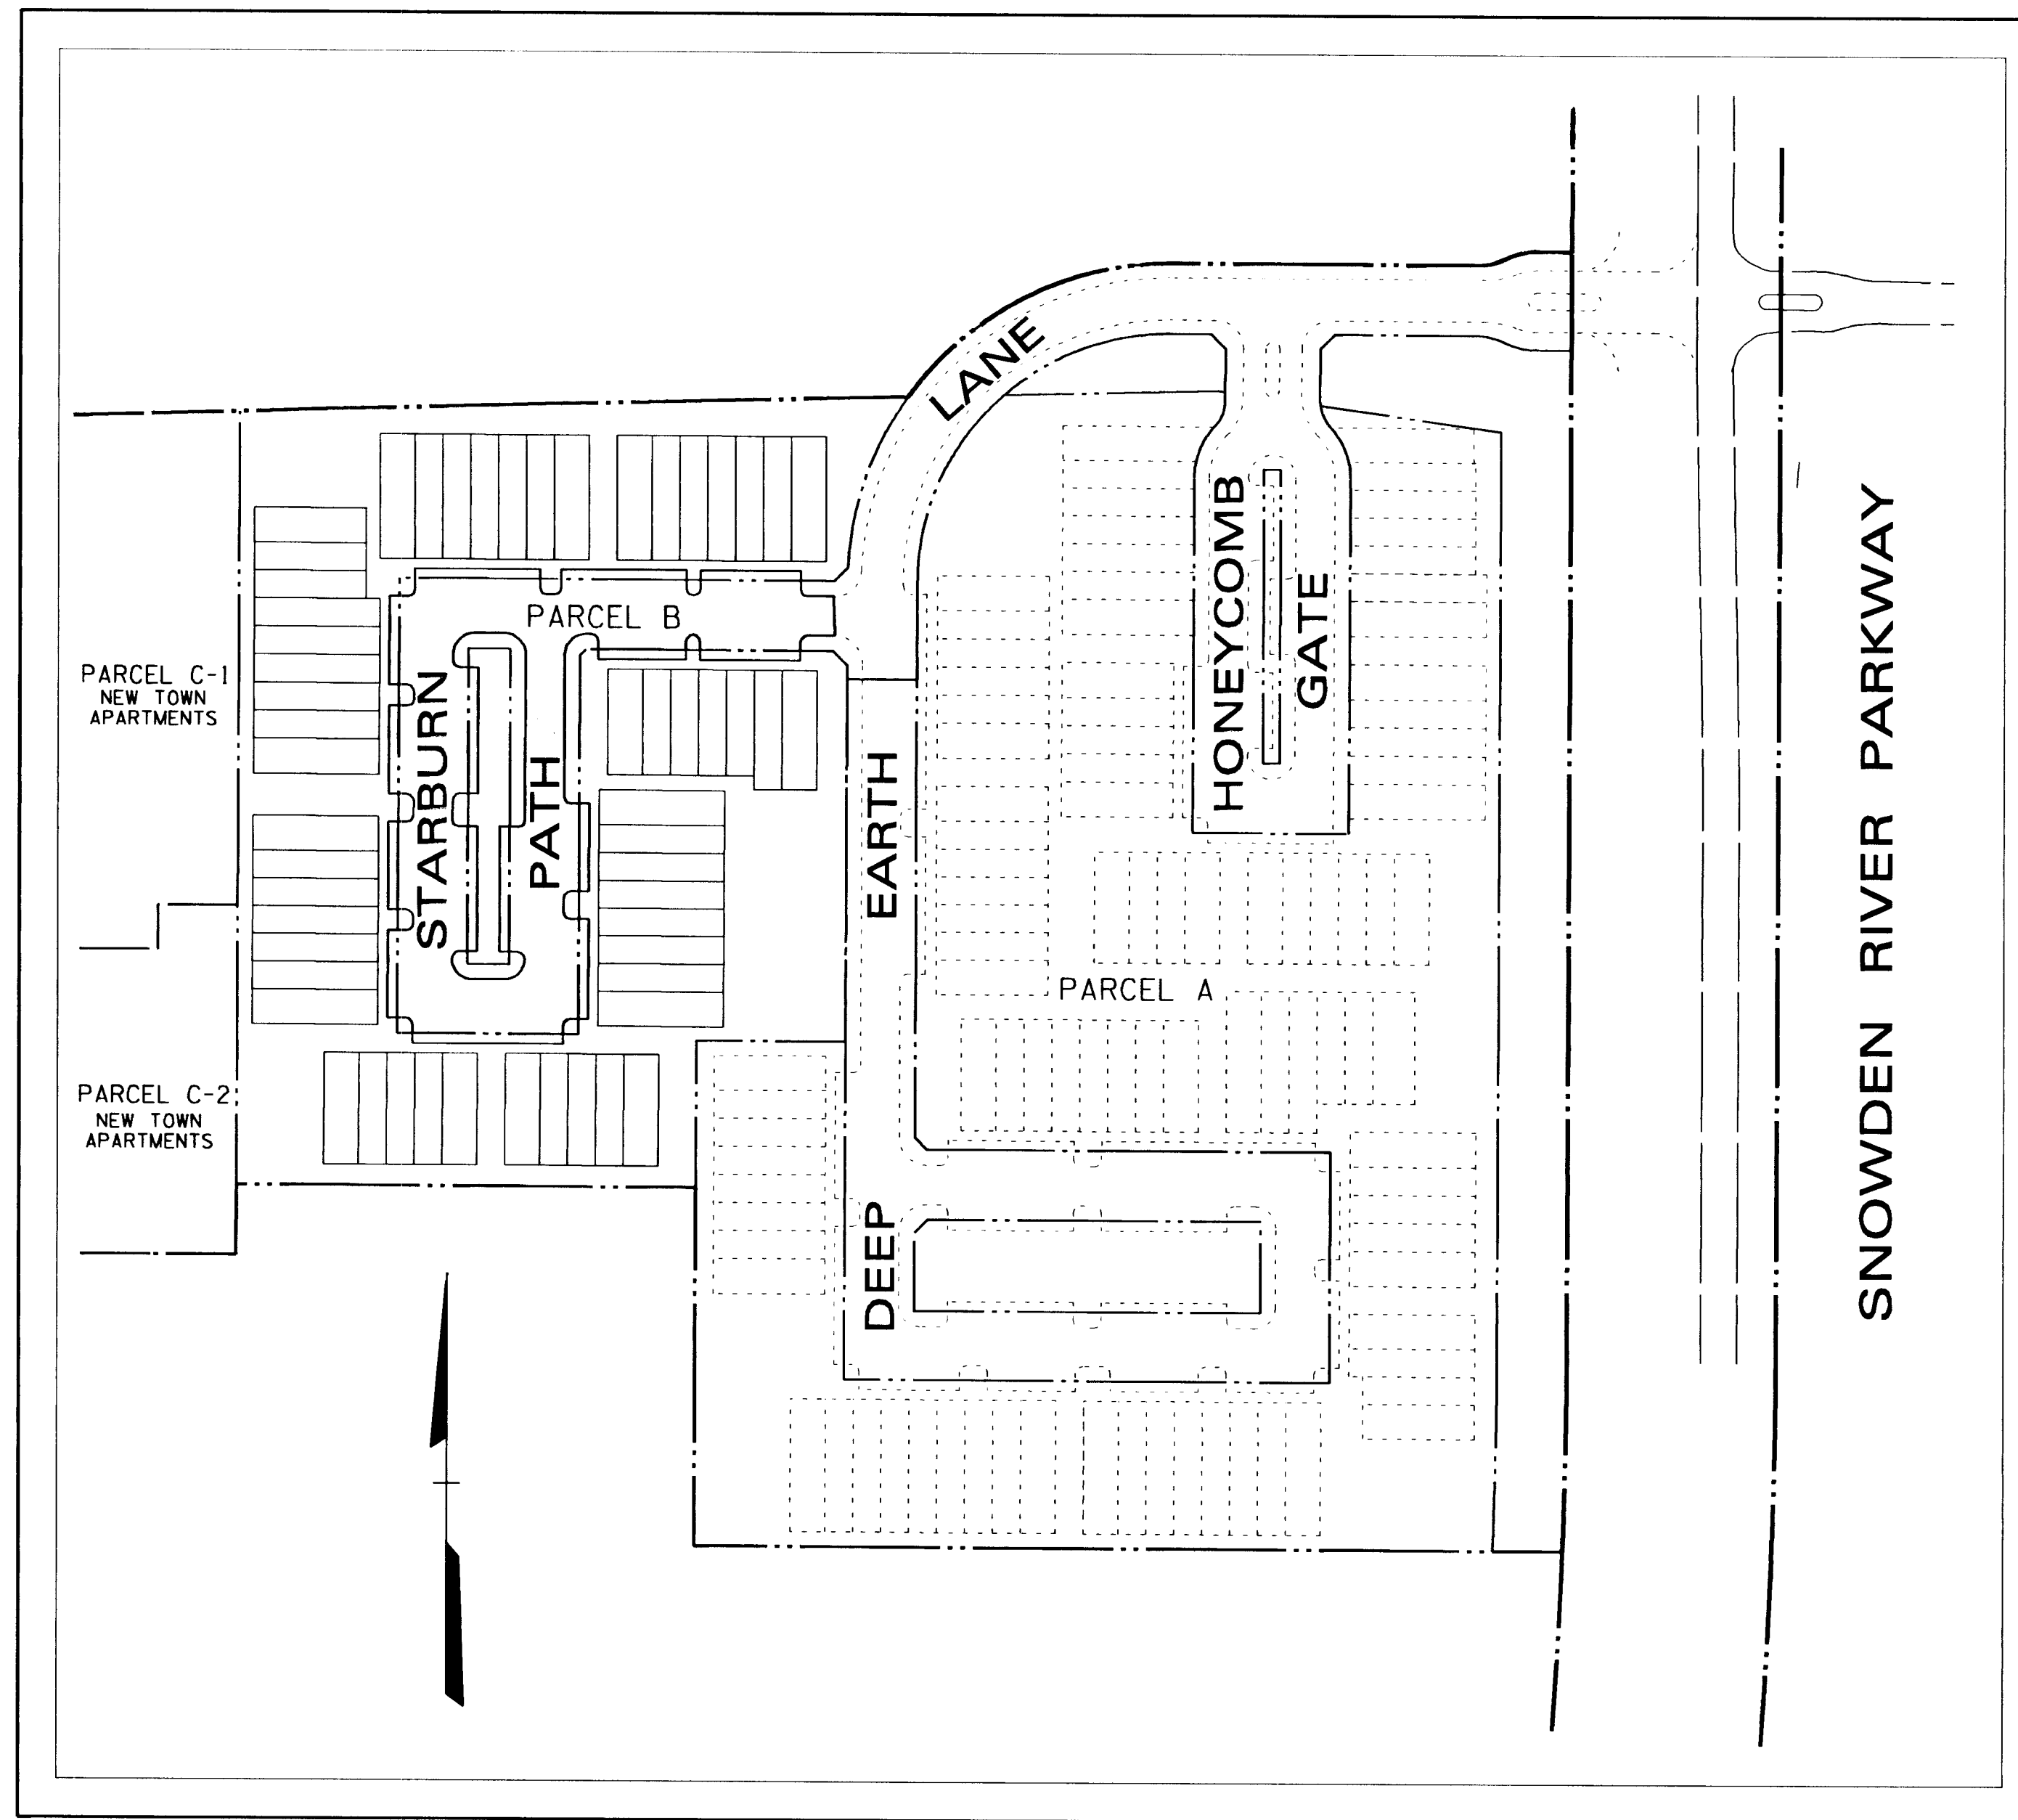 LANE
PARCEL B
HONEYCOMB
GATE
PARCEL C-1
NEW TOWN
APARTMENTS
STARBURN
PATH
EARTH
SNOWDEN RIVER PARKWAY
PARCEL A
PARCEL C-2
NEW TOWN
APARTMENTS
DEEP